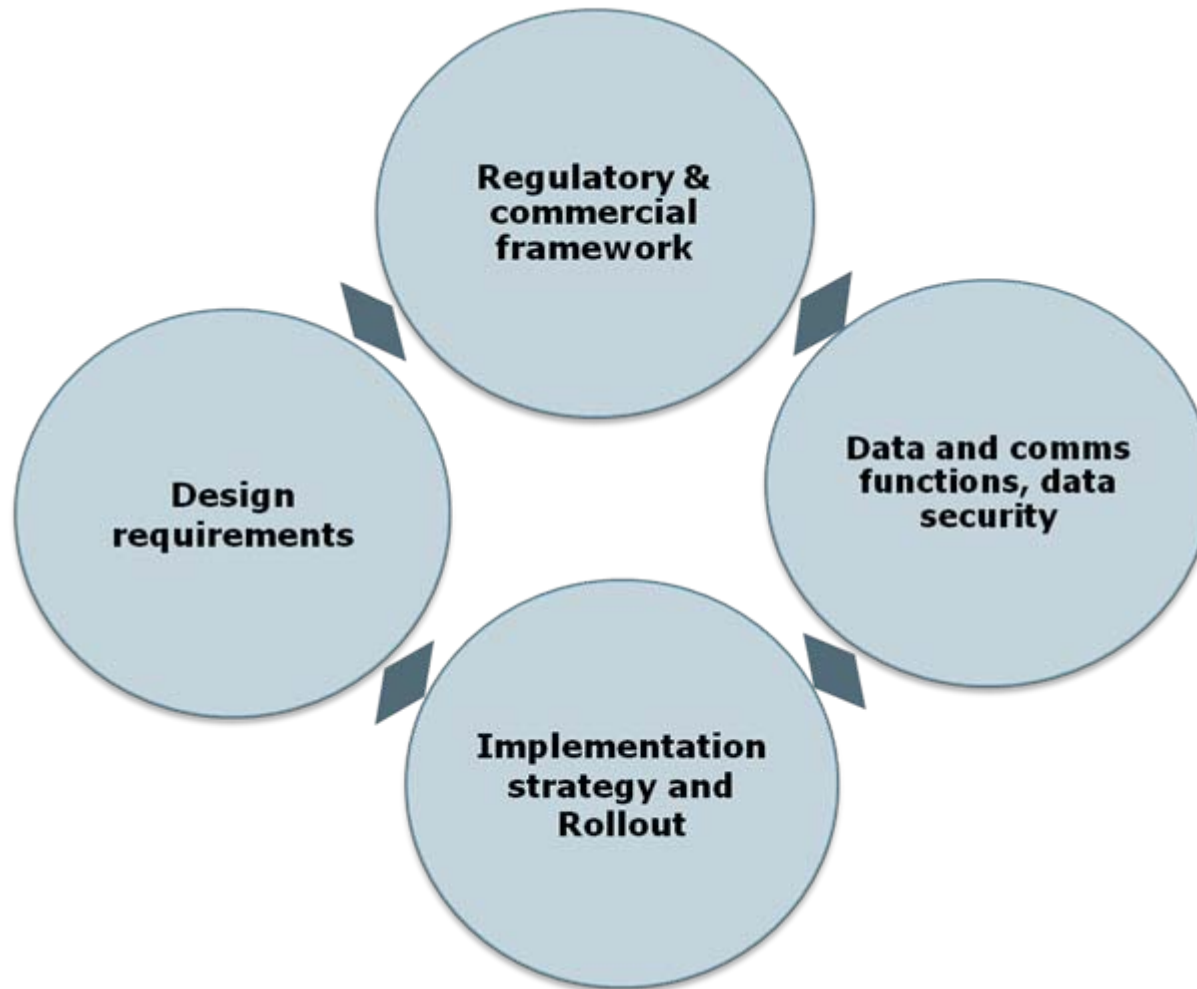 Regulatory &
commercial
framework
Design
requirements
Data and comms
functions, data
security
Implementation
strategy and
Rollout